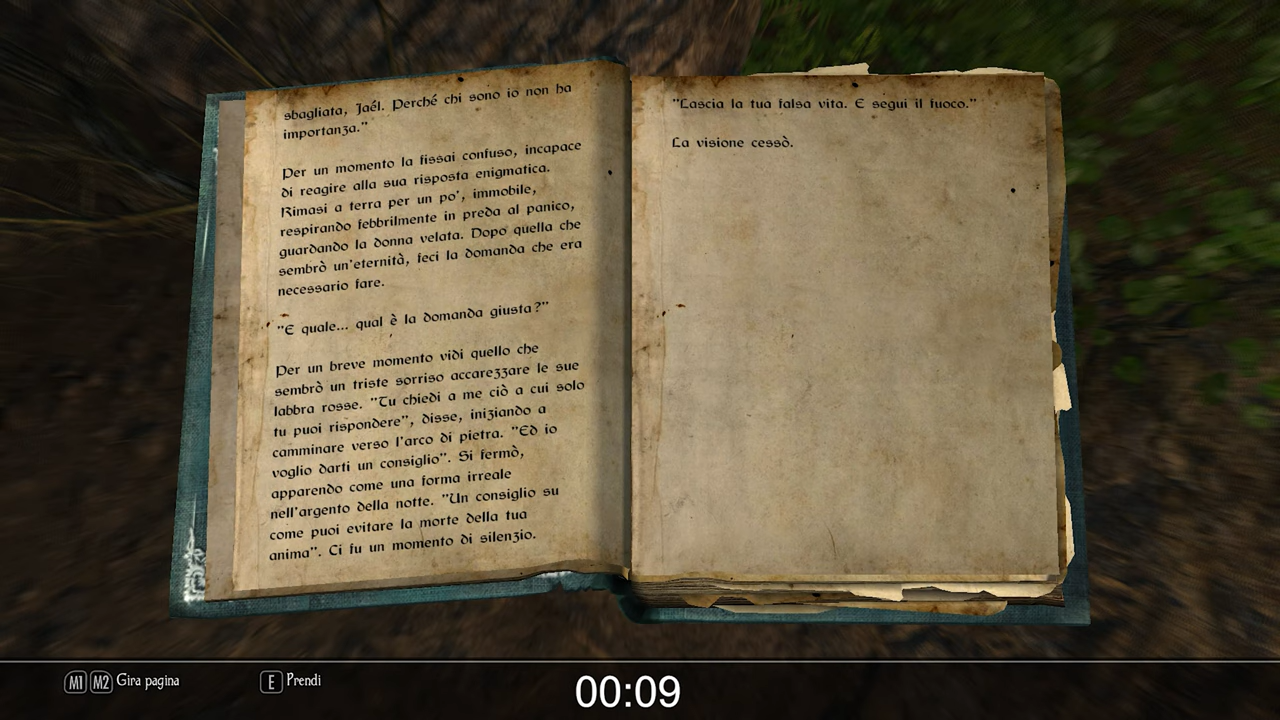 sbagliata, Jaél. Perché chi sono io non ha
importanza."
Per un momento la fissai confuso, incapace
di reagire alla sua risposta enigmatica.
Rimasi a terra per un po', immobile,
respirando febbrilmente in preda al panico,
guardando la donna velata. Dopo quella che
sembrò un'eternità, feci la domanda che era
necessario fare.
"E quale... qual è la domanda giusta?"
Per un breve momento vidi quello che
sembrò un triste sorriso accarezzare le sue
labbra rosse. "Tu chiedi a me ciò a cui solo
tu puoi rispondere", disse, iniziando a
camminare verso l'arco di pietra. "Ed io
voglio darti un consiglio". Si fermò,
apparendo come una forma irreale
nell'argento della notte. "Un consiglio su
come puoi evitare la morte della tua
anima". Ci fu un momento di silenzio.
"Lascia la tua falsa vita. E segui il fuoco."
La visione cessò.
M1 M2 Gira pagina
E Prendi
00:09